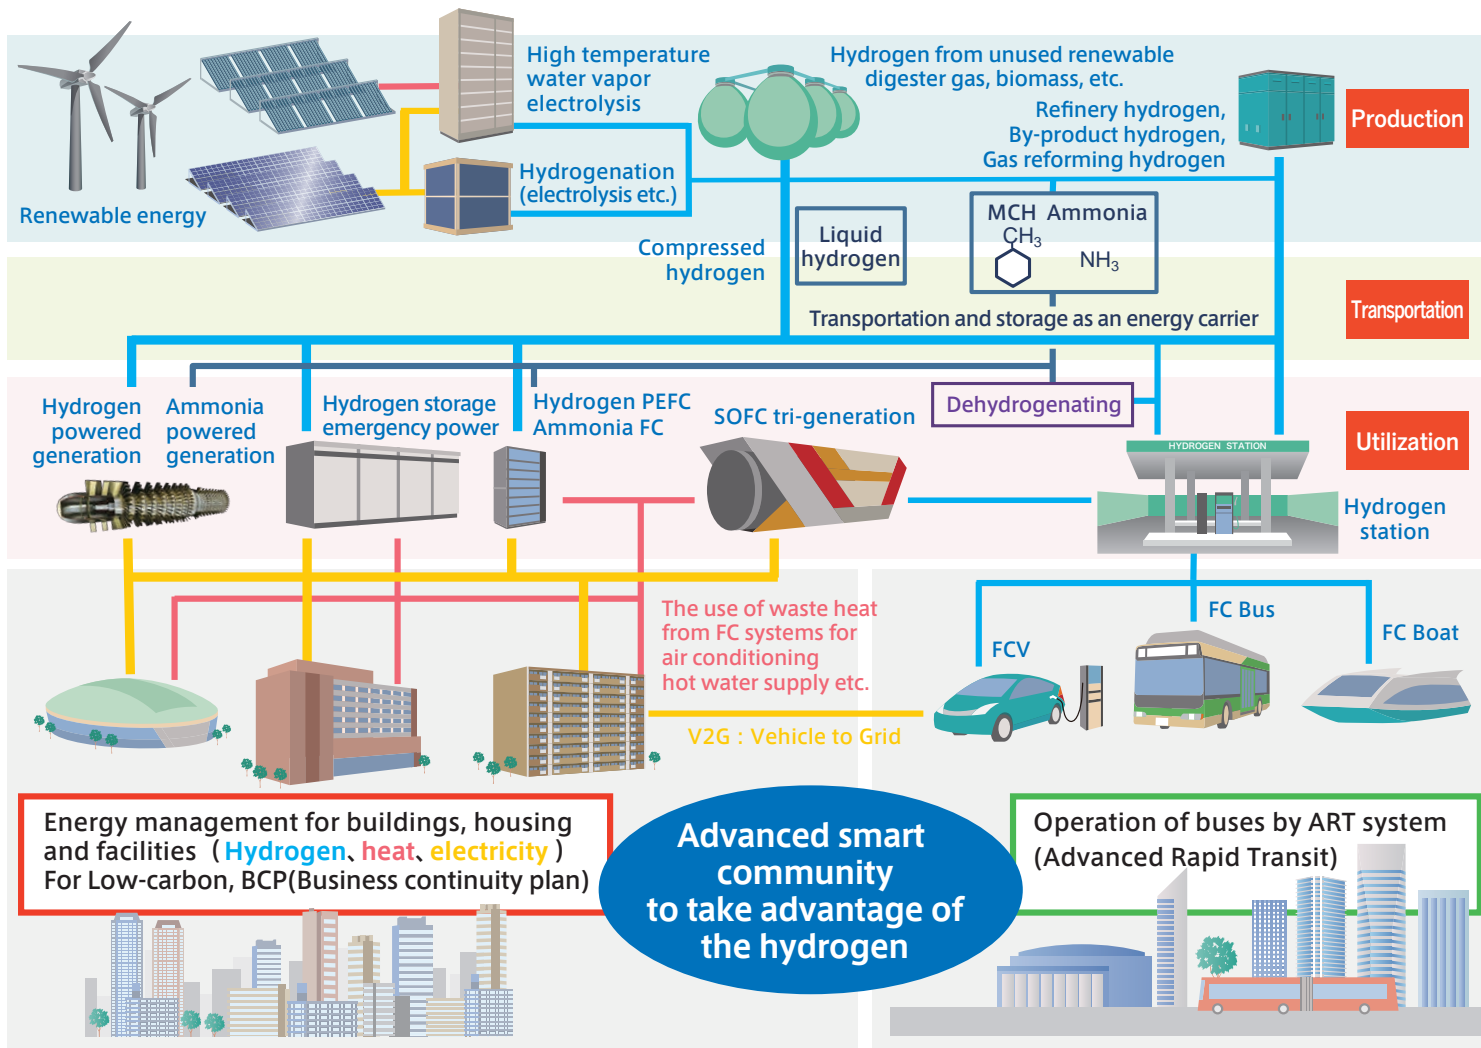 High temperature
water vapor
electrolysis
Hydrogen from unused renewable
digester gas, biomass, etc.
Refinery hydrogen,
By-product hydrogen,
Gas reforming hydrogen
Production
Hydrogenation
(electrolysis etc.)
Renewable energy
MCH Ammonia
CH₃
NH₃
Liquid
hydrogen
Compressed
hydrogen
Transportation
Transportation and storage as an energy carrier
Hydrogen
powered
generation
Ammonia
powered
generation
Hydrogen storage
emergency power
Hydrogen PEFC
Ammonia FC
SOFC tri-generation
Dehydrogenating
Utilization
HYDROGEN STATION
Hydrogen
station
The use of waste heat
from FC systems for
air conditioning
hot water supply etc.
FCV
FC Bus
FC Boat
V2G : Vehicle to Grid
Energy management for buildings, housing
and facilities （Hydrogen、heat、electricity）
For Low-carbon, BCP(Business continuity plan)
Advanced smart
community
to take advantage of
the hydrogen
Operation of buses by ART system
(Advanced Rapid Transit)